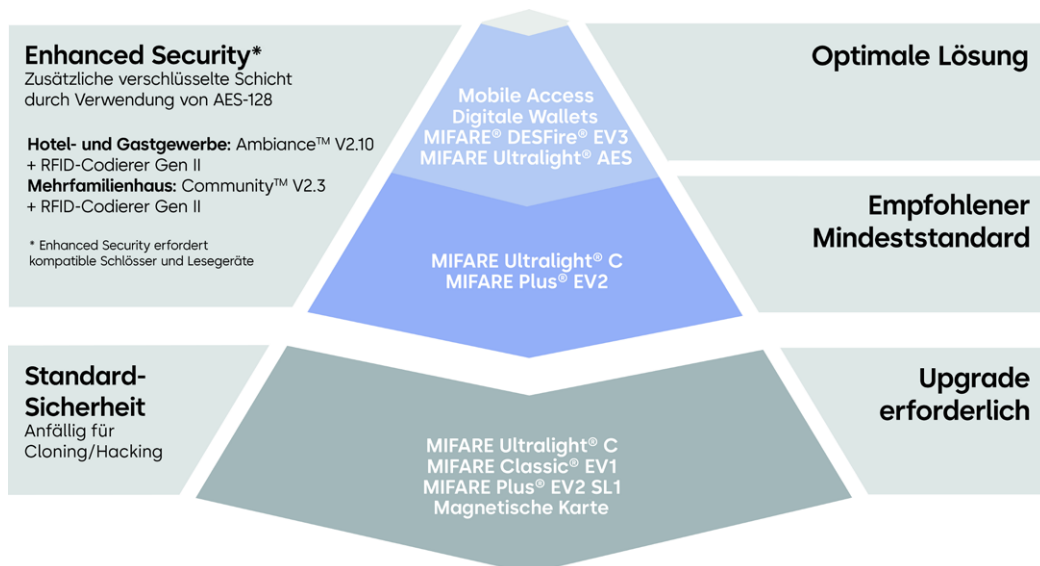 Enhanced Security*
Zusätzliche verschlüsselte Schicht
durch Verwendung von AES-128
Hotel- und Gastgewerbe: Ambiance™ V2.10
+ RFID-Codierer Gen II
Mehrfamilienhaus: Community™ V2.3
+ RFID-Codierer Gen II
* Enhanced Security erfordert
kompatible Schlösser und Lesegeräte
Mobile Access
Digitale Wallets
MIFARE® DESFire® EV3
MIFARE Ultralight® AES
Optimale Lösung
MIFARE Ultralight® C
MIFARE Plus® EV2
Empfohlener
Mindeststandard
Standard-
Sicherheit
Anfällig für
Cloning/Hacking
MIFARE Ultralight® C
MIFARE Classic® EV1
MIFARE Plus® EV2 SL1
Magnetische Karte
Upgrade
erforderlich